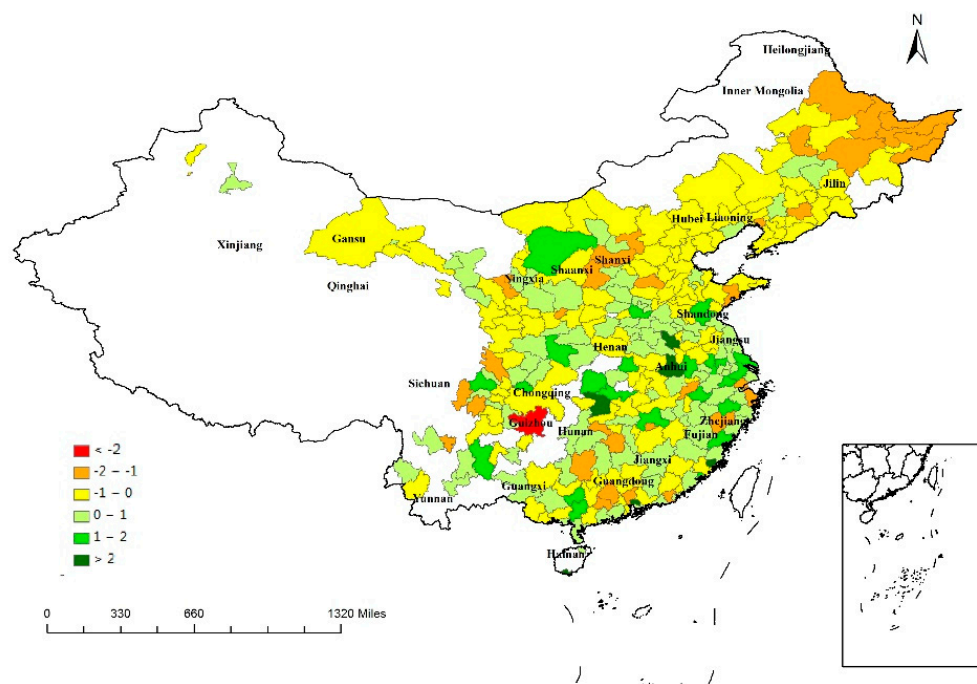 N
Heilongjiang
Inner Mongolia
Jilin
Hubei Liaoning
Gansu
Xinjiang
Shanxi
Shaanxi
Ningxia
Qinghai
Shandong
Jiangsu
Henan
Anhui
Sichuan
Chongqing
Guizhou
Zhejiang
Hunan
Fujian
Jiangxi
Guangxi
Guangdong
Yunnan
Hainan
< -2
-2 – -1
-1 – 0
0 – 1
1 – 2
> 2
0 330 660 1320 Miles